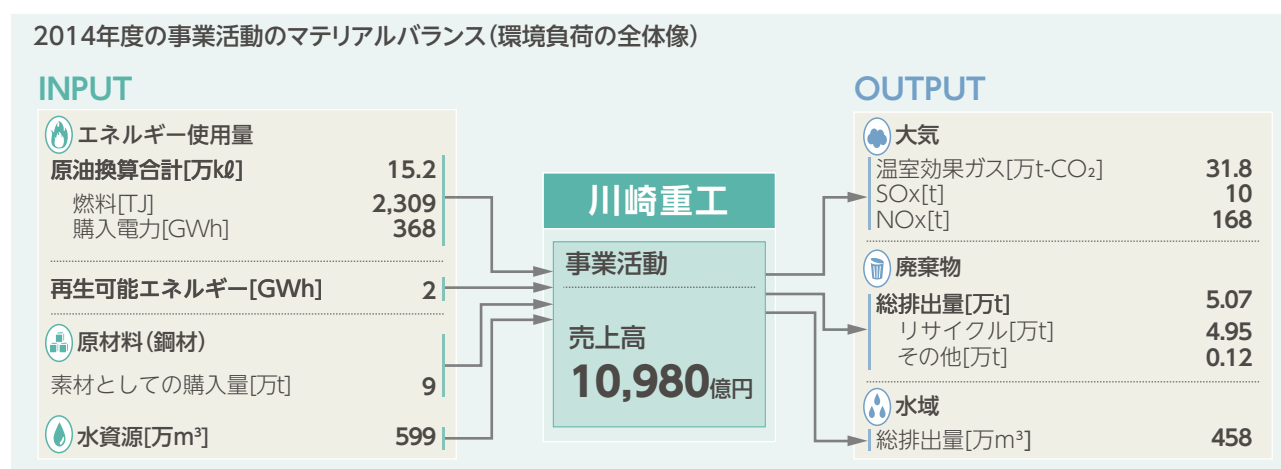 2014年度の事業活動のマテリアルバランス（環境負荷の全体像）
INPUT
エネルギー使用量
原油換算合計[万kℓ] 15.2
燃料[TJ] 2,309
購入電力[GWh] 368
再生可能エネルギー[GWh] 2
原材料（鋼材）
素材としての購入量[万t] 9
水資源[万m³] 599
川崎重工
事業活動
売上高
10,980億円
OUTPUT
大気
温室効果ガス[万t-CO₂] 31.8
SOx[t] 10
NOx[t] 168
廃棄物
総排出量[万t] 5.07
リサイクル[万t] 4.95
その他[万t] 0.12
水域
総排出量[万m³] 458